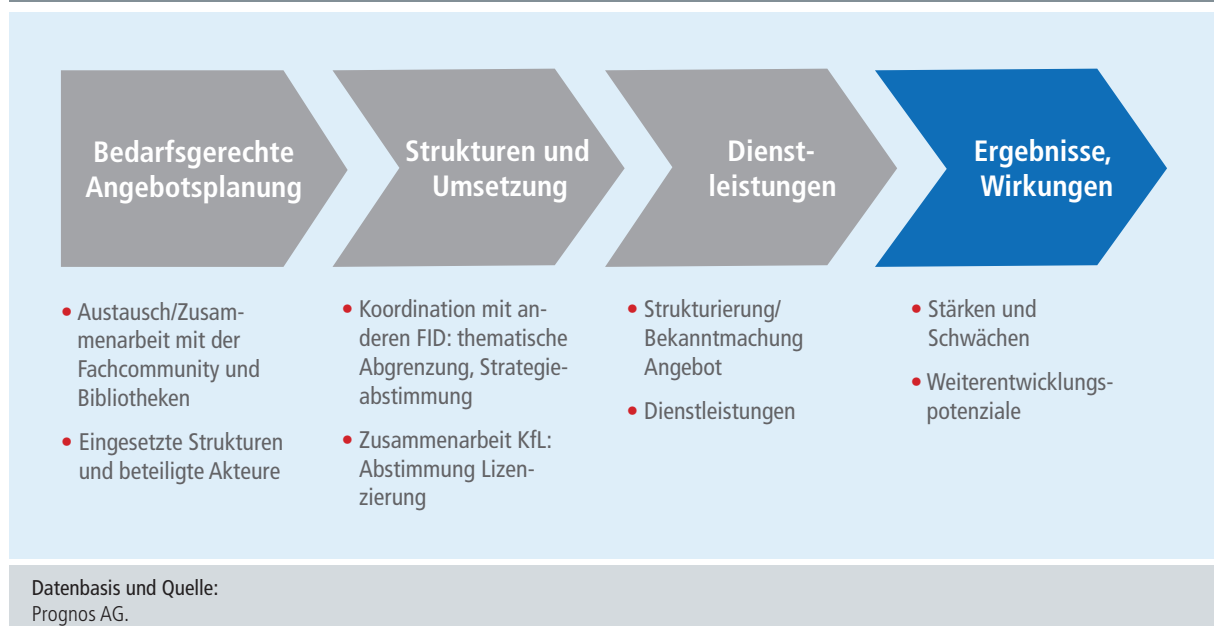 Bedarfsgerechte
Angebotsplanung
Strukturen und
Umsetzung
Dienst-
leistungen
Ergebnisse,
Wirkungen
• Austausch/Zusam-
menarbeit mit der
Fachcommunity und
Bibliotheken
• Eingesetzte Strukturen
und beteiligte Akteure
• Koordination mit an-
deren FID: thematische
Abgrenzung, Strategie-
abstimmung
• Zusammenarbeit KfL:
Abstimmung Lizen-
zierung
• Strukturierung/
Bekanntmachung
Angebot
• Dienstleistungen
• Stärken und
Schwächen
• Weiterentwicklungs-
potenziale
Datenbasis und Quelle:
Prognos AG.